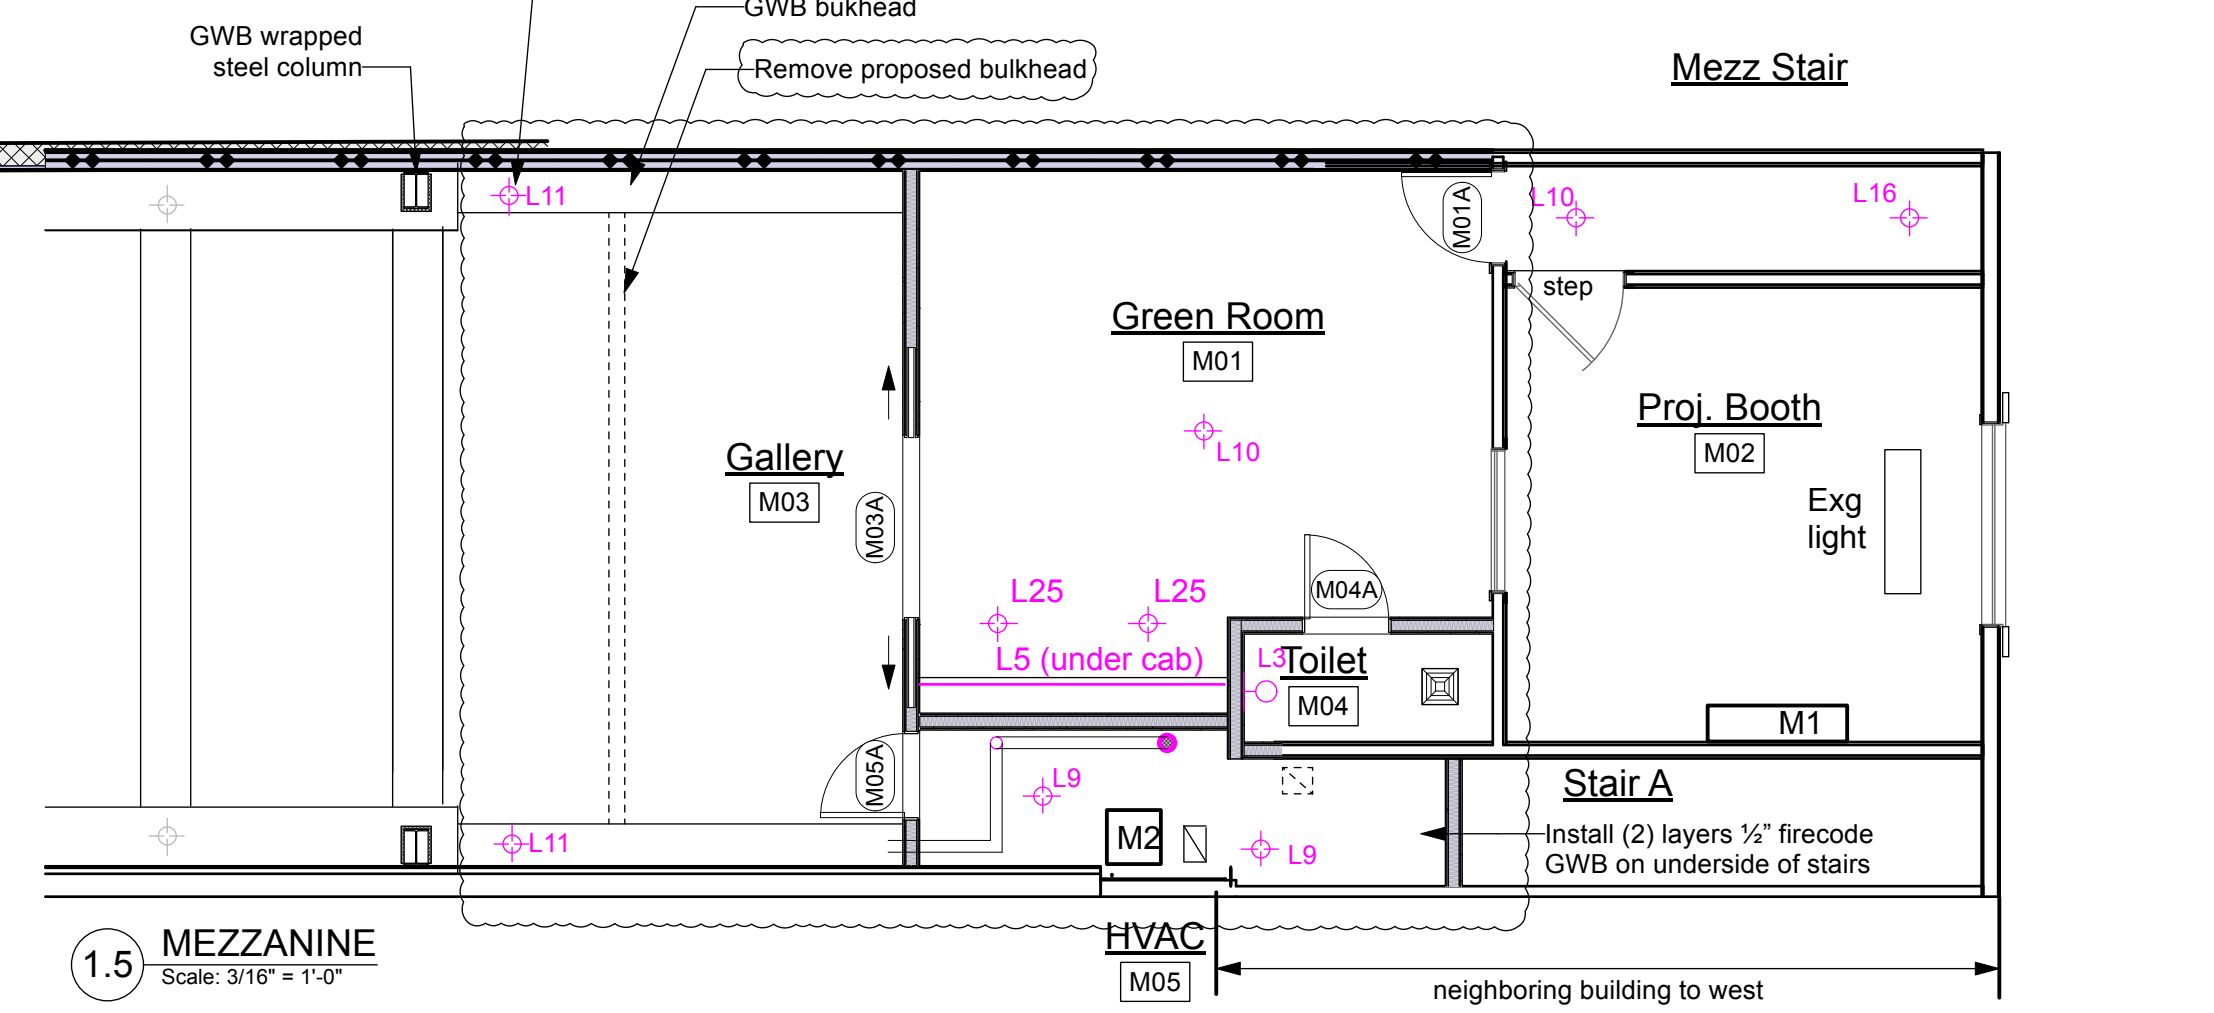 GWB bukhead
GWB wrapped
steel column
Remove proposed bulkhead
Mezz Stair
L11
M01A
L10
L16
step
Green Room
M01
L10
Proj. Booth
M02
Exg
light
Gallery
M03
M03A
L25
L25
M04A
L5 (under cab)
L3
Toilet
M04
M1
M05A
L9
Stair A
M2
L11
L9
Install (2) layers ½” firecode
GWB on underside of stairs
1.5
MEZZANINE
Scale: 3/16" = 1'-0"
HVAC
M05
neighboring building to west